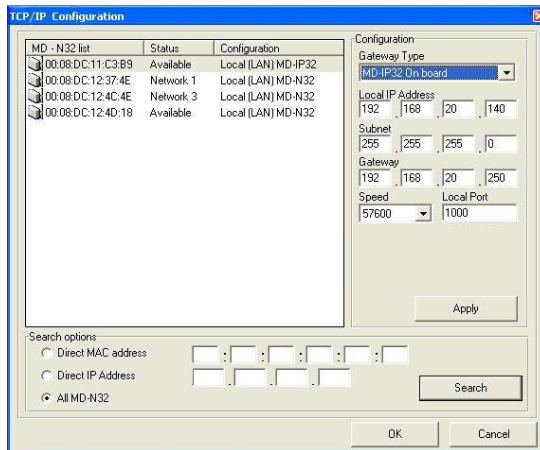 TCP/IP Configuration
MD - N32 list Status Configuration
00:08:DC:11:C3:B9 Available Local (LAN) MD-IP32
00:08:DC:12:37:4E Network 1 Local (LAN) MD-N32
00:08:DC:12:4C:4E Network 3 Local (LAN) MD-N32
00:08:DC:12:4D:18 Available Local (LAN) MD-N32
Configuration
Gateway Type
MD-IP32 On board
Local IP Address
192 . 168 . 20 . 140
Subnet
255 . 255 . 255 . 0
Gateway
192 . 168 . 20 . 250
Speed Local Port
57600 1000
Apply
Search options
Direct MAC address : : : : :
Direct IP Address . . .
All MD-N32
Search
OK Cancel